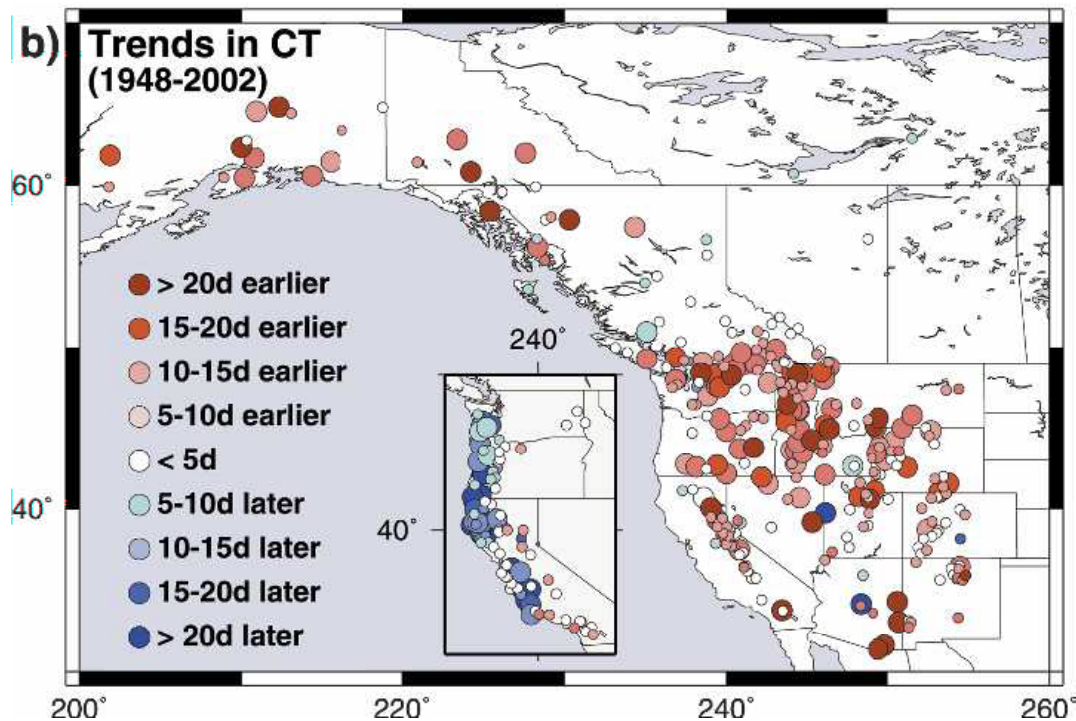 b) Trends in CT
(1948-2002)
60°
> 20d earlier
15-20d earlier
10-15d earlier
5-10d earlier
< 5d
5-10d later
10-15d later
15-20d later
> 20d later
240°
40°
40°
200° 220° 240° 260°